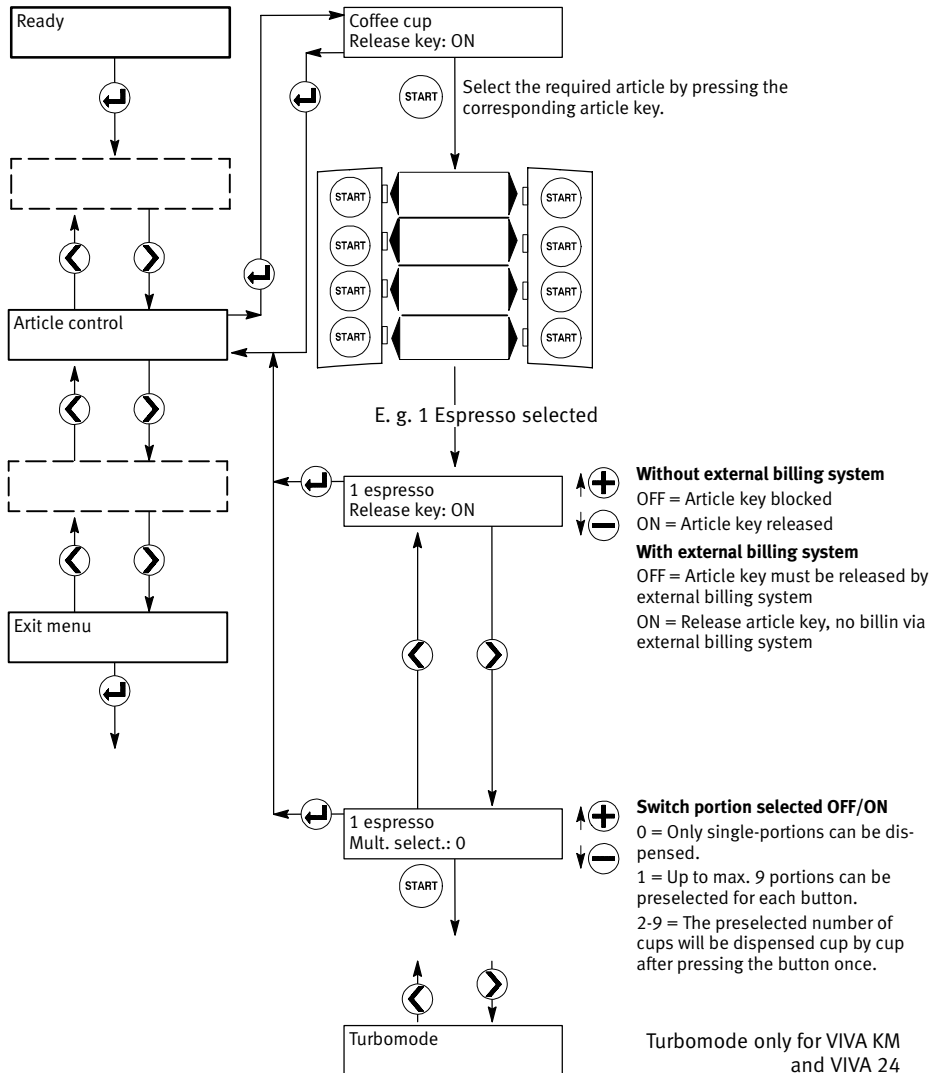 Ready
Coffee cup
Release key: ON
START
Select the required article by pressing the
corresponding article key.
START
START
START
START
START
START
START
START
Article control
E. g. 1 Espresso selected
1 espresso
Release key: ON
Without external billing system
OFF = Article key blocked
ON = Article key released
With external billing system
OFF = Article key must be released by
external billing system
ON = Release article key, no billin via
external billing system
Exit menu
1 espresso
Mult. select.: 0
START
Switch portion selected OFF/ON
0 = Only single-portions can be dis-
pensed.
1 = Up to max. 9 portions can be
preselected for each button.
2-9 = The preselected number of
cups will be dispensed cup by cup
after pressing the button once.
Turbomode
Turbomode only for VIVA KM
and VIVA 24